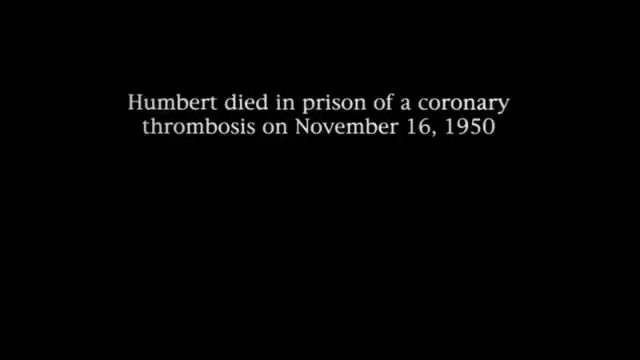 Humbert died in prison of a coronary
thrombosis on November 16, 1950